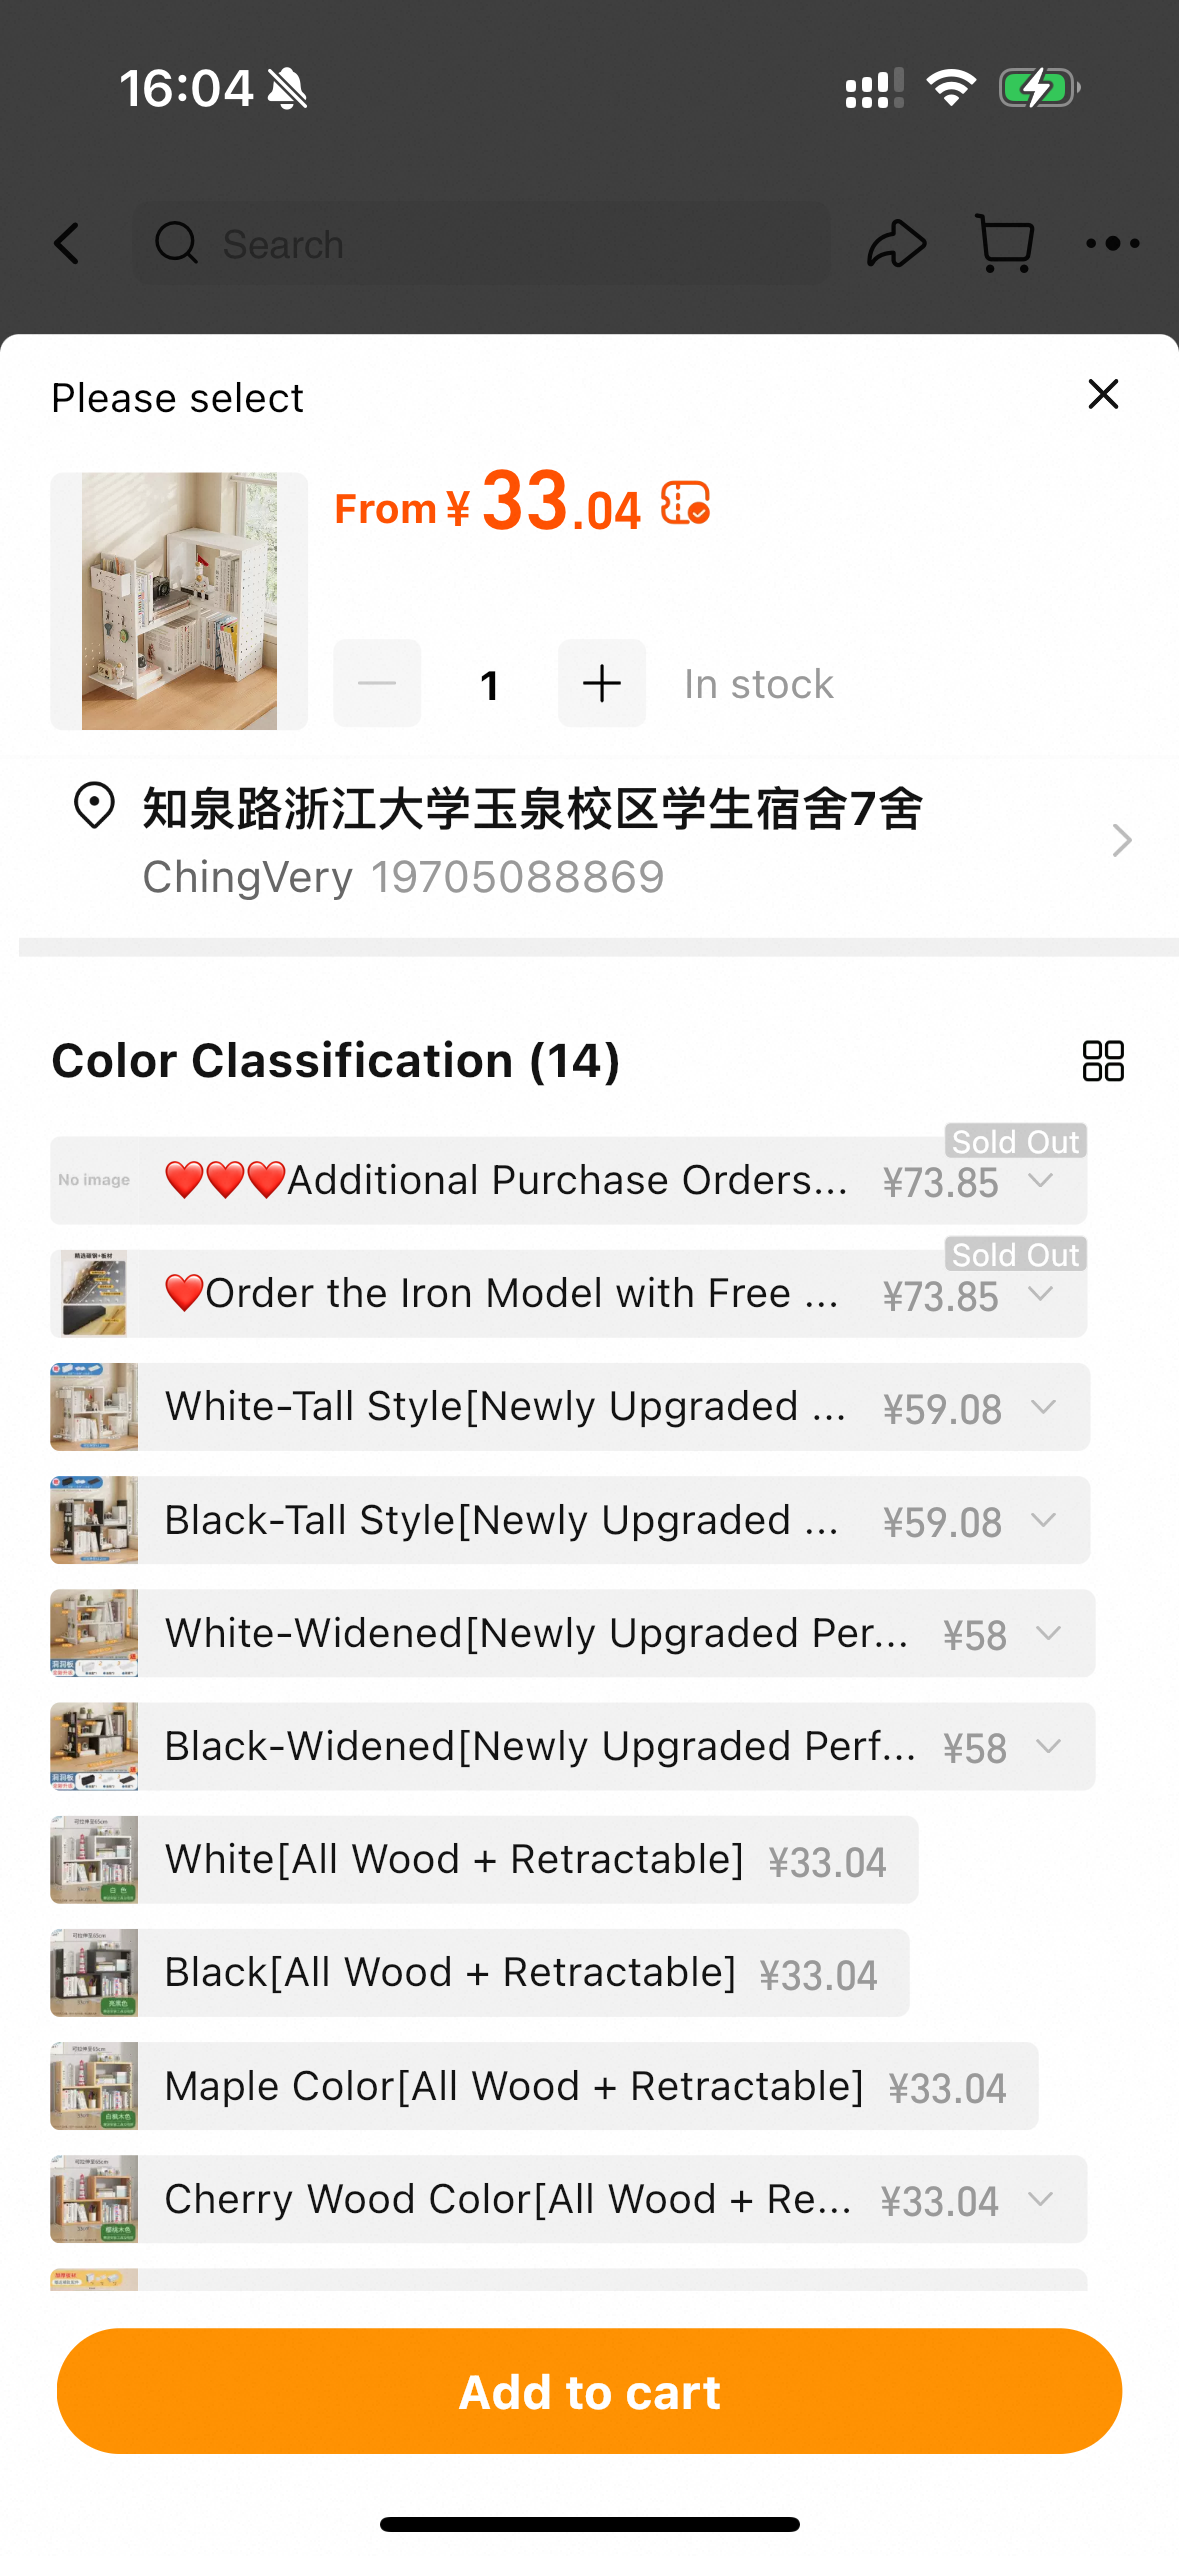 16:04
Search
Please select
From ¥ 33.04
1
In stock
知泉路浙江大学玉泉校区学生宿舍7舍
ChingVery 19705088869
Color Classification (14)
Sold Out
No image
❤️❤️❤️Additional Purchase Orders... ¥73.85
Sold Out
❤️Order the Iron Model with Free ... ¥73.85
White-Tall Style[Newly Upgraded ... ¥59.08
Black-Tall Style[Newly Upgraded ... ¥59.08
White-Widened[Newly Upgraded Per... ¥58
Black-Widened[Newly Upgraded Perf... ¥58
White[All Wood + Retractable] ¥33.04
Black[All Wood + Retractable] ¥33.04
Maple Color[All Wood + Retractable] ¥33.04
Cherry Wood Color[All Wood + Re... ¥33.04
Add to cart